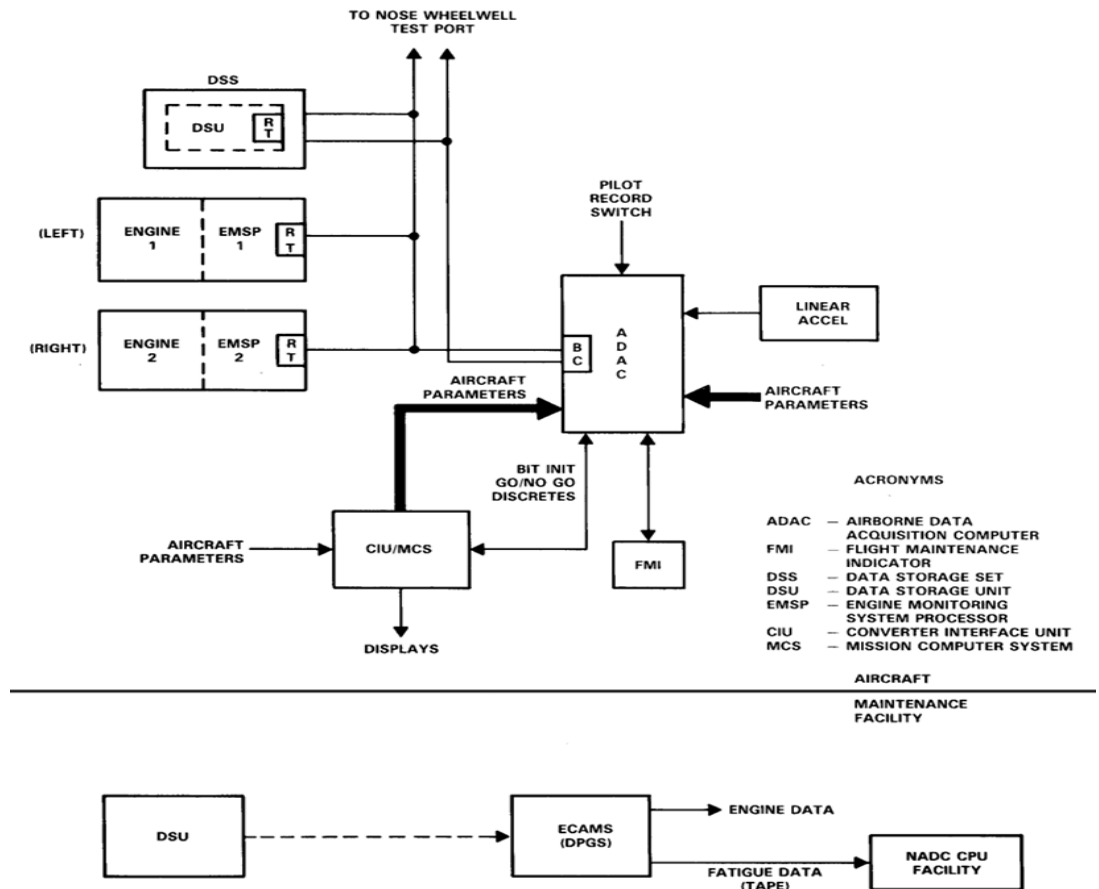 TO NOSE WHEELWELL
TEST PORT
DSS
DSU
R
T
(LEFT)
ENGINE
1
EMSP
1
R
T
(RIGHT)
ENGINE
2
EMSP
2
R
T
PILOT
RECORD
SWITCH
A
D
A
C
B
C
LINEAR
ACCEL
AIRCRAFT
PARAMETERS
AIRCRAFT
PARAMETERS
BIT INIT
GO/NO GO
DISCRETES
AIRCRAFT
PARAMETERS
CIU/MCS
FMI
DISPLAYS
ACRONYMS
ADAC – AIRBORNE DATA
ACQUISITION COMPUTER
FMI – FLIGHT MAINTENANCE
INDICATOR
DSS – DATA STORAGE SET
DSU – DATA STORAGE UNIT
EMSP – ENGINE MONITORING
SYSTEM PROCESSOR
CIU – CONVERTER INTERFACE UNIT
MCS – MISSION COMPUTER SYSTEM
AIRCRAFT
MAINTENANCE
FACILITY
DSU
ECAMS
(DPGS)
ENGINE DATA
FATIGUE DATA
(TAPE)
NADC CPU
FACILITY